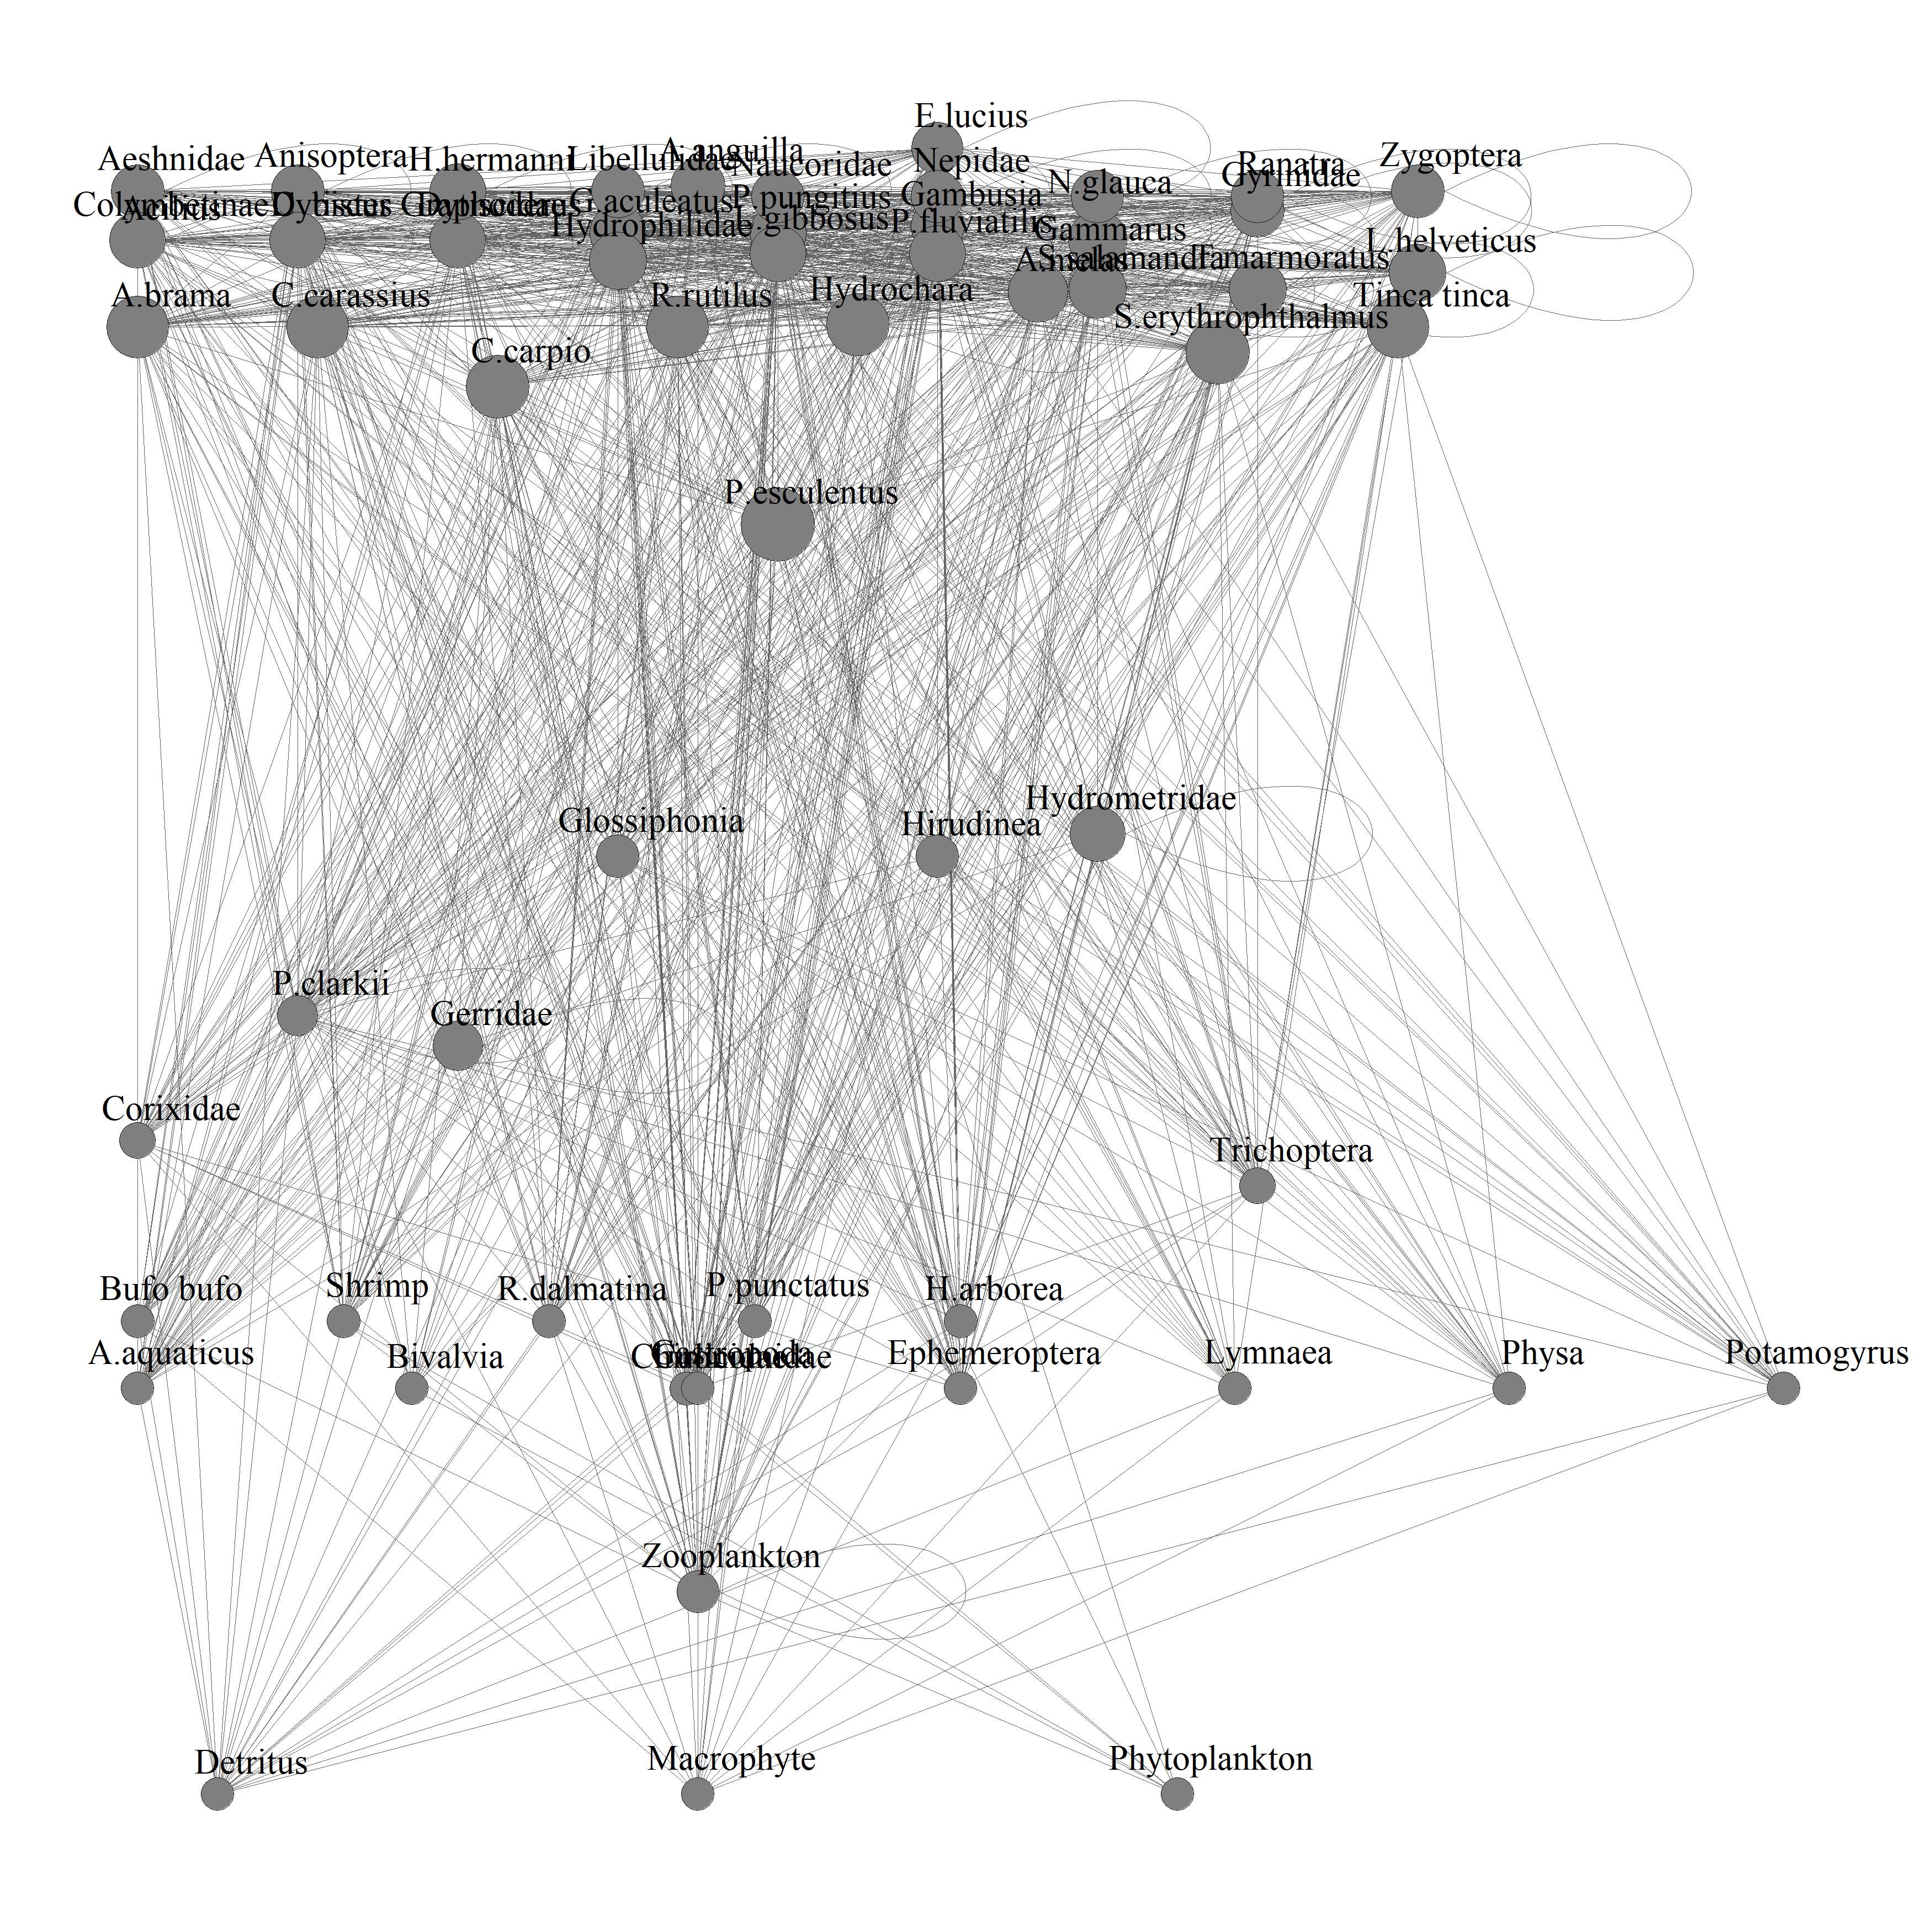 E.lucius
Aeshnidae
Anisoptera
H.hermanni
Libellulidae
A.anguilla
Naucoridae
Nepidae
Ranatra
Zygoptera
Gyrinidae
N.glauca
Colymbetinae
Acilius
Cybister
Graphoderus
G.aculeatus
P.pungitius
Gambusia
Hydrophilidae
L.gibbosus
P.fluviatilis
Gammarus
L.helveticus
A.melas
S.salamandra
T.marmoratus
A.brama
C.carassius
R.rutilus
Hydrochara
Tinca tinca
S.erythrophthalmus
C.carpio
P.esculentus
Hydrometridae
Glossiphonia
Hirudinea
P.clarkii
Gerridae
Corixidae
Trichoptera
Bufo bufo
Shrimp
R.dalmatina
P.punctatus
H.arborea
A.aquaticus
Bivalvia
Gastropoda
Ephemeroptera
Lymnaea
Physa
Potamogyrus
Zooplankton
Detritus
Macrophyte
Phytoplankton